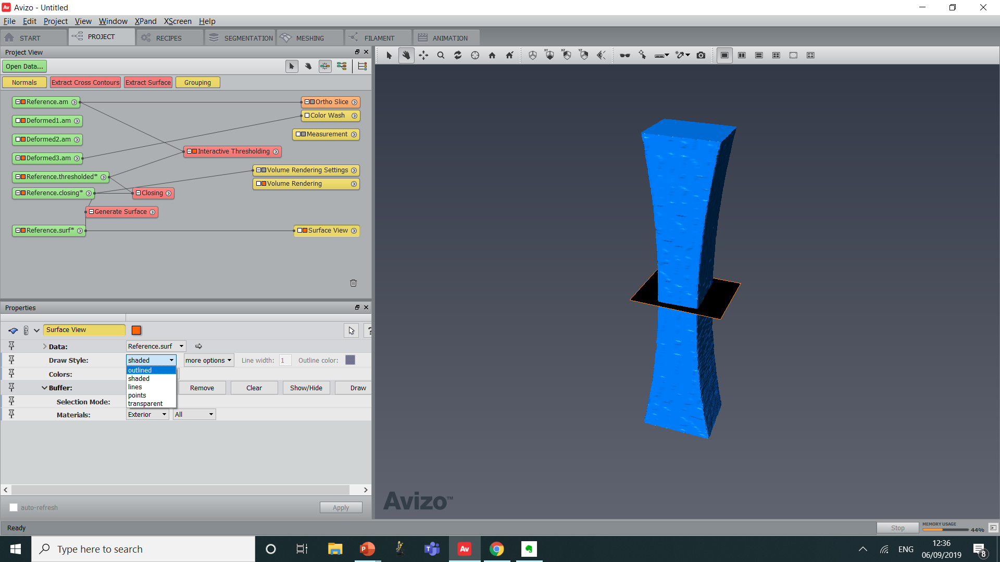 Av Avizo - Untitled
File Edit Project View Window XPand XScreen Help
START PROJECT RECIPES SEGMENTATION MESHING FILAMENT ANIMATION
Project View
Open Data...
Normals Extract Cross Contours Extract Surface Grouping
Reference.am
Ortho Slice
Color Wash
Deformed1.am
Measurement
Deformed2.am
Interactive Thresholding
Deformed3.am
Volume Rendering Settings
Reference.thresholded*
Volume Rendering
Reference.closing*
Closing
Generate Surface
Reference.surf*
Surface View
XY XZ YZ
Properties
Surface View ?
Data: Reference.surf
Draw Style: shaded more options Line width: 1 Outline color:
outlined
Colors:
shaded
lines
Buffer: Remove Clear Show/Hide Draw
points
Selection Mode:
transparent
Materials: Exterior All
auto-refresh Apply
Avizo™
Ready Stop MEMORY USAGE 44%
Type here to search
Av
ENG
12:36
06/09/2019
8